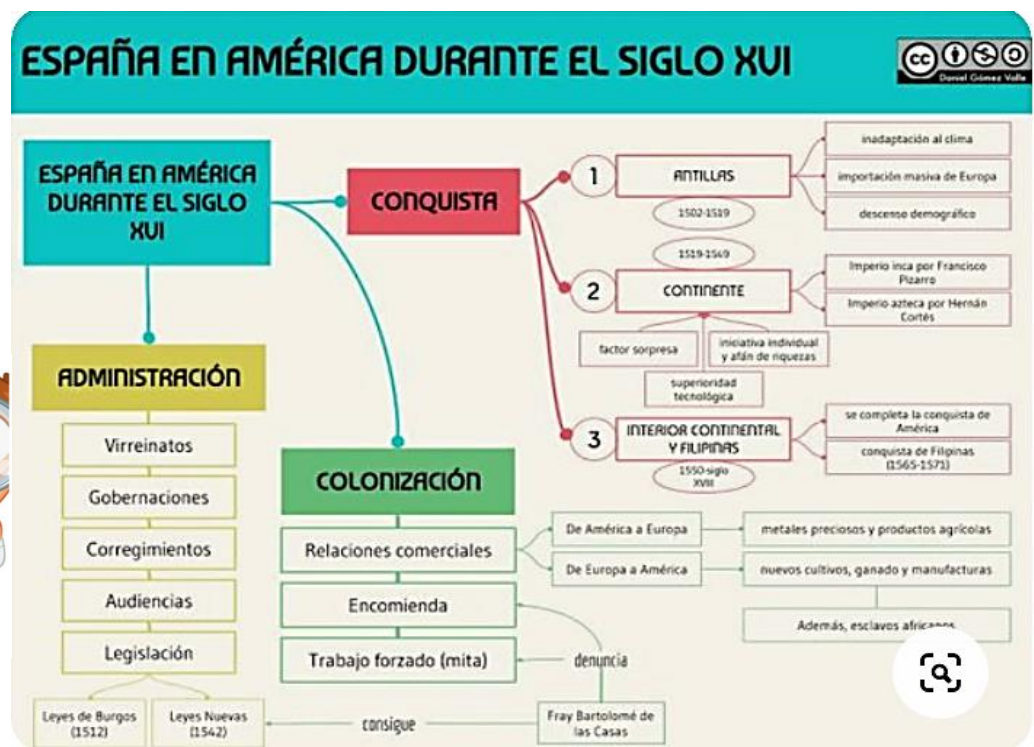 ESPAÑA EN AMÉRICA DURANTE EL SIGLO XVI
cc
Daniel Gómez Valle
ESPAÑA EN AMÉRICA
DURANTE EL SIGLO
XVI
CONQUISTA
1
ANTILLAS
1502-1519
inadaptación al clima
importación masiva de Europa
descenso demográfico
1519-1549
2
CONTINENTE
Imperio inca por Francisco
Pizarro
Imperio azteca por Hernán
Cortés
factor sorpresa
iniciativa individual
y afán de riquezas
superioridad
tecnológica
3
INTERIOR CONTINENTAL
Y FILIPINAS
1550-siglo
XVIII
se completa la conquista de
América
conquista de Filipinas
(1565-1571)
ADMINISTRACIÓN
Virreinatos
Gobernaciones
Corregimientos
Audiencias
Legislación
Leyes de Burgos
(1512)
Leyes Nuevas
(1542)
COLONIZACIÓN
Relaciones comerciales
De América a Europa
metales preciosos y productos agrícolas
De Europa a América
nuevos cultivos, ganado y manufacturas
Además, esclavos africanos
Encomienda
Trabajo forzado (mita)
denuncia
consigue
Fray Bartolomé de
las Casas